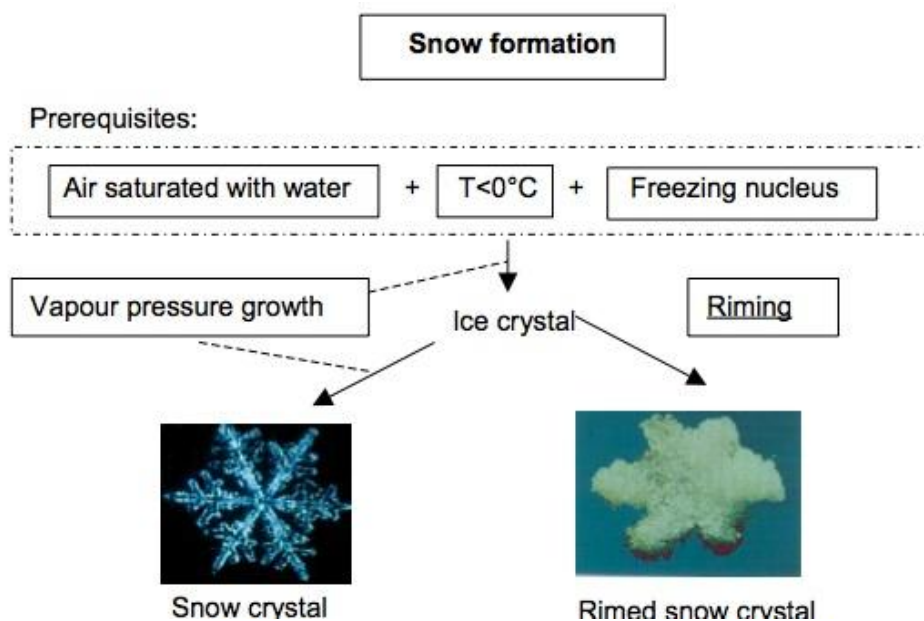 Snow formation
Prerequisites:
Air saturated with water + T<0°C + Freezing nucleus
Vapour pressure growth
Ice crystal
Riming
Snow crystal
Rimed snow crystal